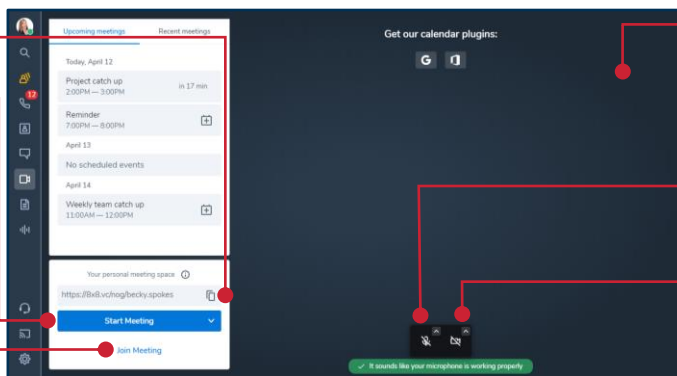 Upcoming meetings
Recent meetings
Today, April 12
Project catch up
2:00PM — 3:00PM
in 17 min
Reminder
7:00PM — 8:00PM
April 13
No scheduled events
April 14
Weekly team catch up
11:00AM — 12:00PM
Your personal meeting space
https://8x8.vc/nog/becky.spokes
Start Meeting
Join Meeting
12
Get our calendar plugins:
G
It sounds like your microphone is working properly